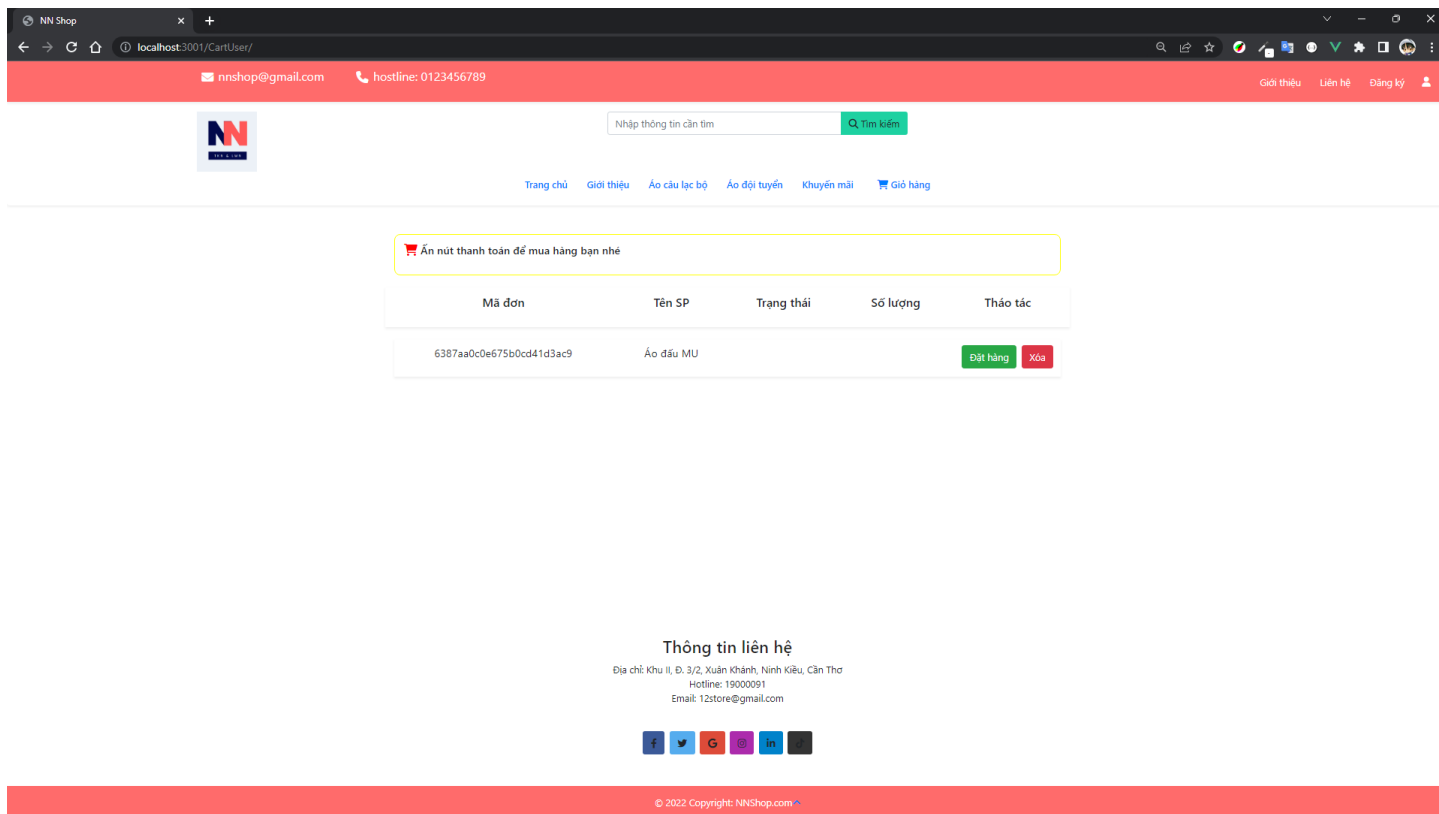 NN Shop
localhost:3001/CartUser/
nnshop@gmail.com hostline: 0123456789
Giới thiệu Liên hệ Đăng ký
NN
Nhập thông tin cần tìm Tìm kiếm
Trang chủ Giới thiệu Áo câu lạc bộ Áo đội tuyển Khuyến mãi Giỏ hàng
Ấn nút thanh toán để mua hàng bạn nhé
Mã đơn Tên SP Trạng thái Số lượng Tháo tác
6387aa0c0e675b0cd41d3ac9 Áo đấu MU Đặt hàng Xóa
Thông tin liên hệ
Địa chỉ: Khu II, Đ. 3/2, Xuân Khánh, Ninh Kiều, Cần Thơ
Hotline: 19000091
Email: 12store@gmail.com
© 2022 Copyright: NNShop.com